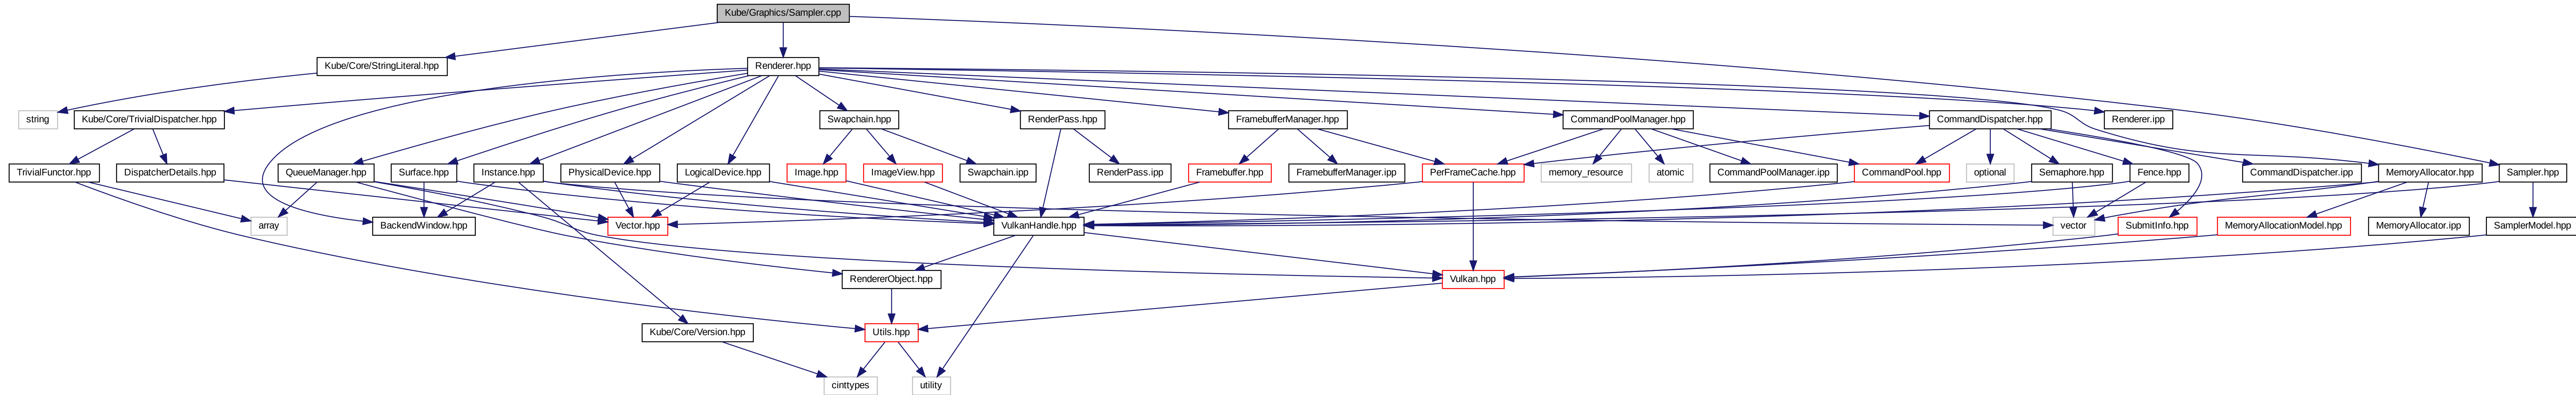 Kube/Graphics/Sampler.cpp
Kube/Core/StringLiteral.hpp
Renderer.hpp
string
Kube/Core/TrivialDispatcher.hpp
Swapchain.hpp
RenderPass.hpp
FramebufferManager.hpp
CommandPoolManager.hpp
CommandDispatcher.hpp
Renderer.ipp
TrivialFunctor.hpp
DispatcherDetails.hpp
QueueManager.hpp
Surface.hpp
Instance.hpp
PhysicalDevice.hpp
LogicalDevice.hpp
Image.hpp
ImageView.hpp
Swapchain.ipp
RenderPass.ipp
Framebuffer.hpp
FramebufferManager.ipp
PerFrameCache.hpp
memory_resource
atomic
CommandPoolManager.ipp
CommandPool.hpp
optional
Semaphore.hpp
Fence.hpp
CommandDispatcher.ipp
MemoryAllocator.hpp
Sampler.hpp
array
BackendWindow.hpp
Vector.hpp
VulkanHandle.hpp
vector
SubmitInfo.hpp
MemoryAllocationModel.hpp
MemoryAllocator.ipp
SamplerModel.hpp
RendererObject.hpp
Vulkan.hpp
Kube/Core/Version.hpp
Utils.hpp
cinttypes
utility